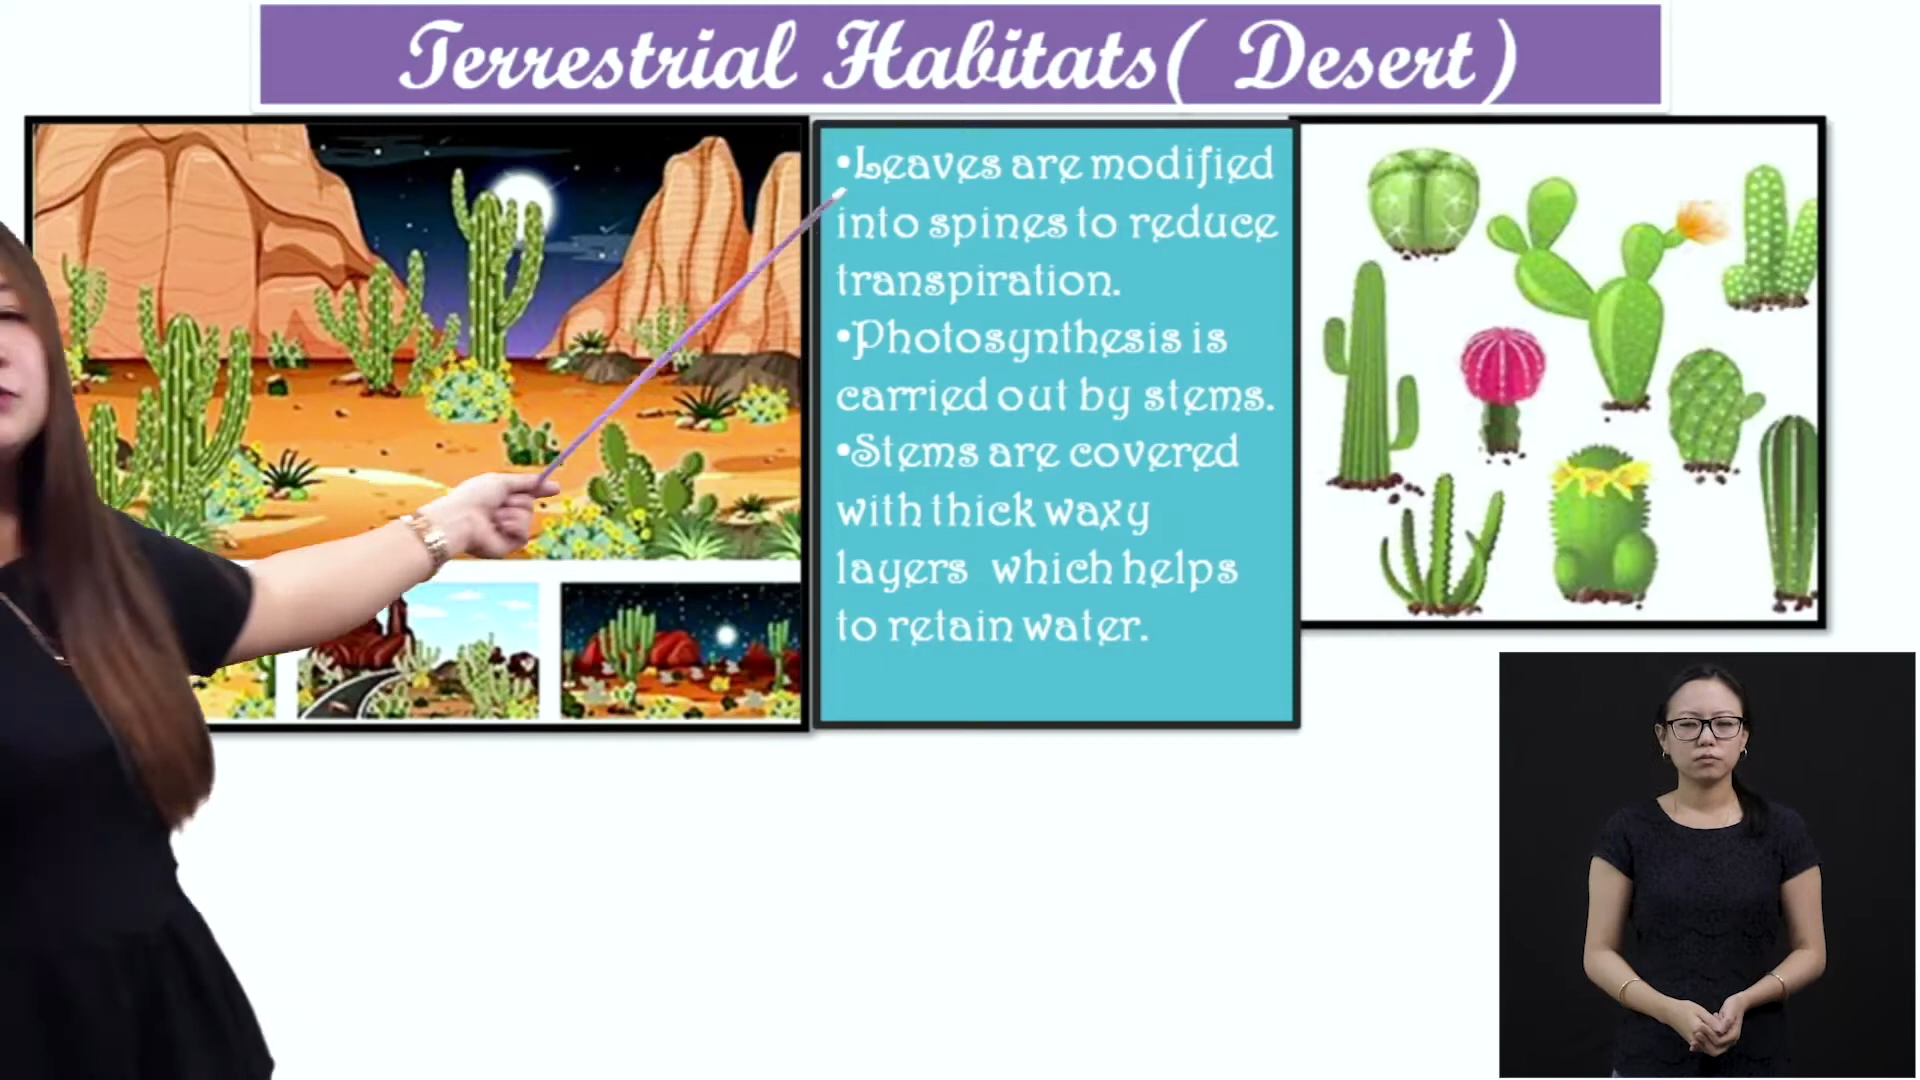 Terrestrial Habitats( Desert)
•Leaves are modified
into spines to reduce
transpiration.
•Photosynthesis is
carried out by stems.
•Stems are covered
with thick waxy
layers which helps
to retain water.